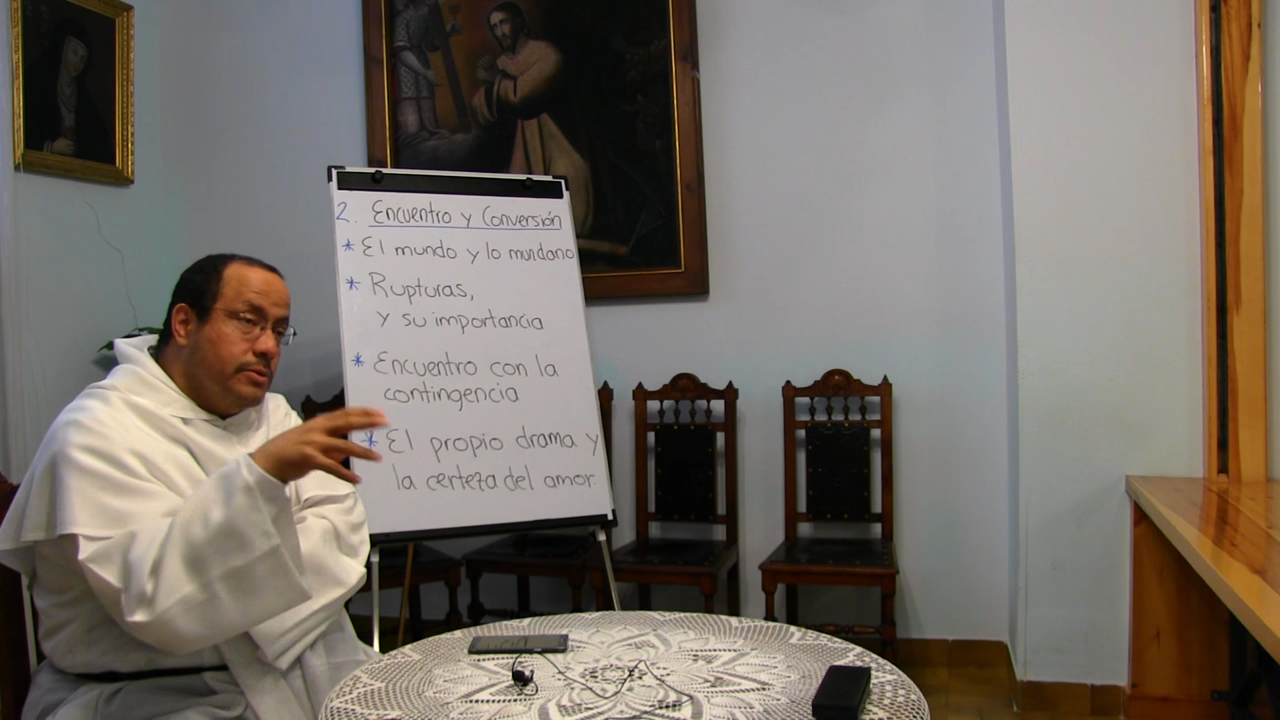 2. Encuentro y Conversión
* El mundo y lo mundano
* Rupturas,
y su importancia
* Encuentro con la
contingencia
* El propio drama y
la certeza del amor.